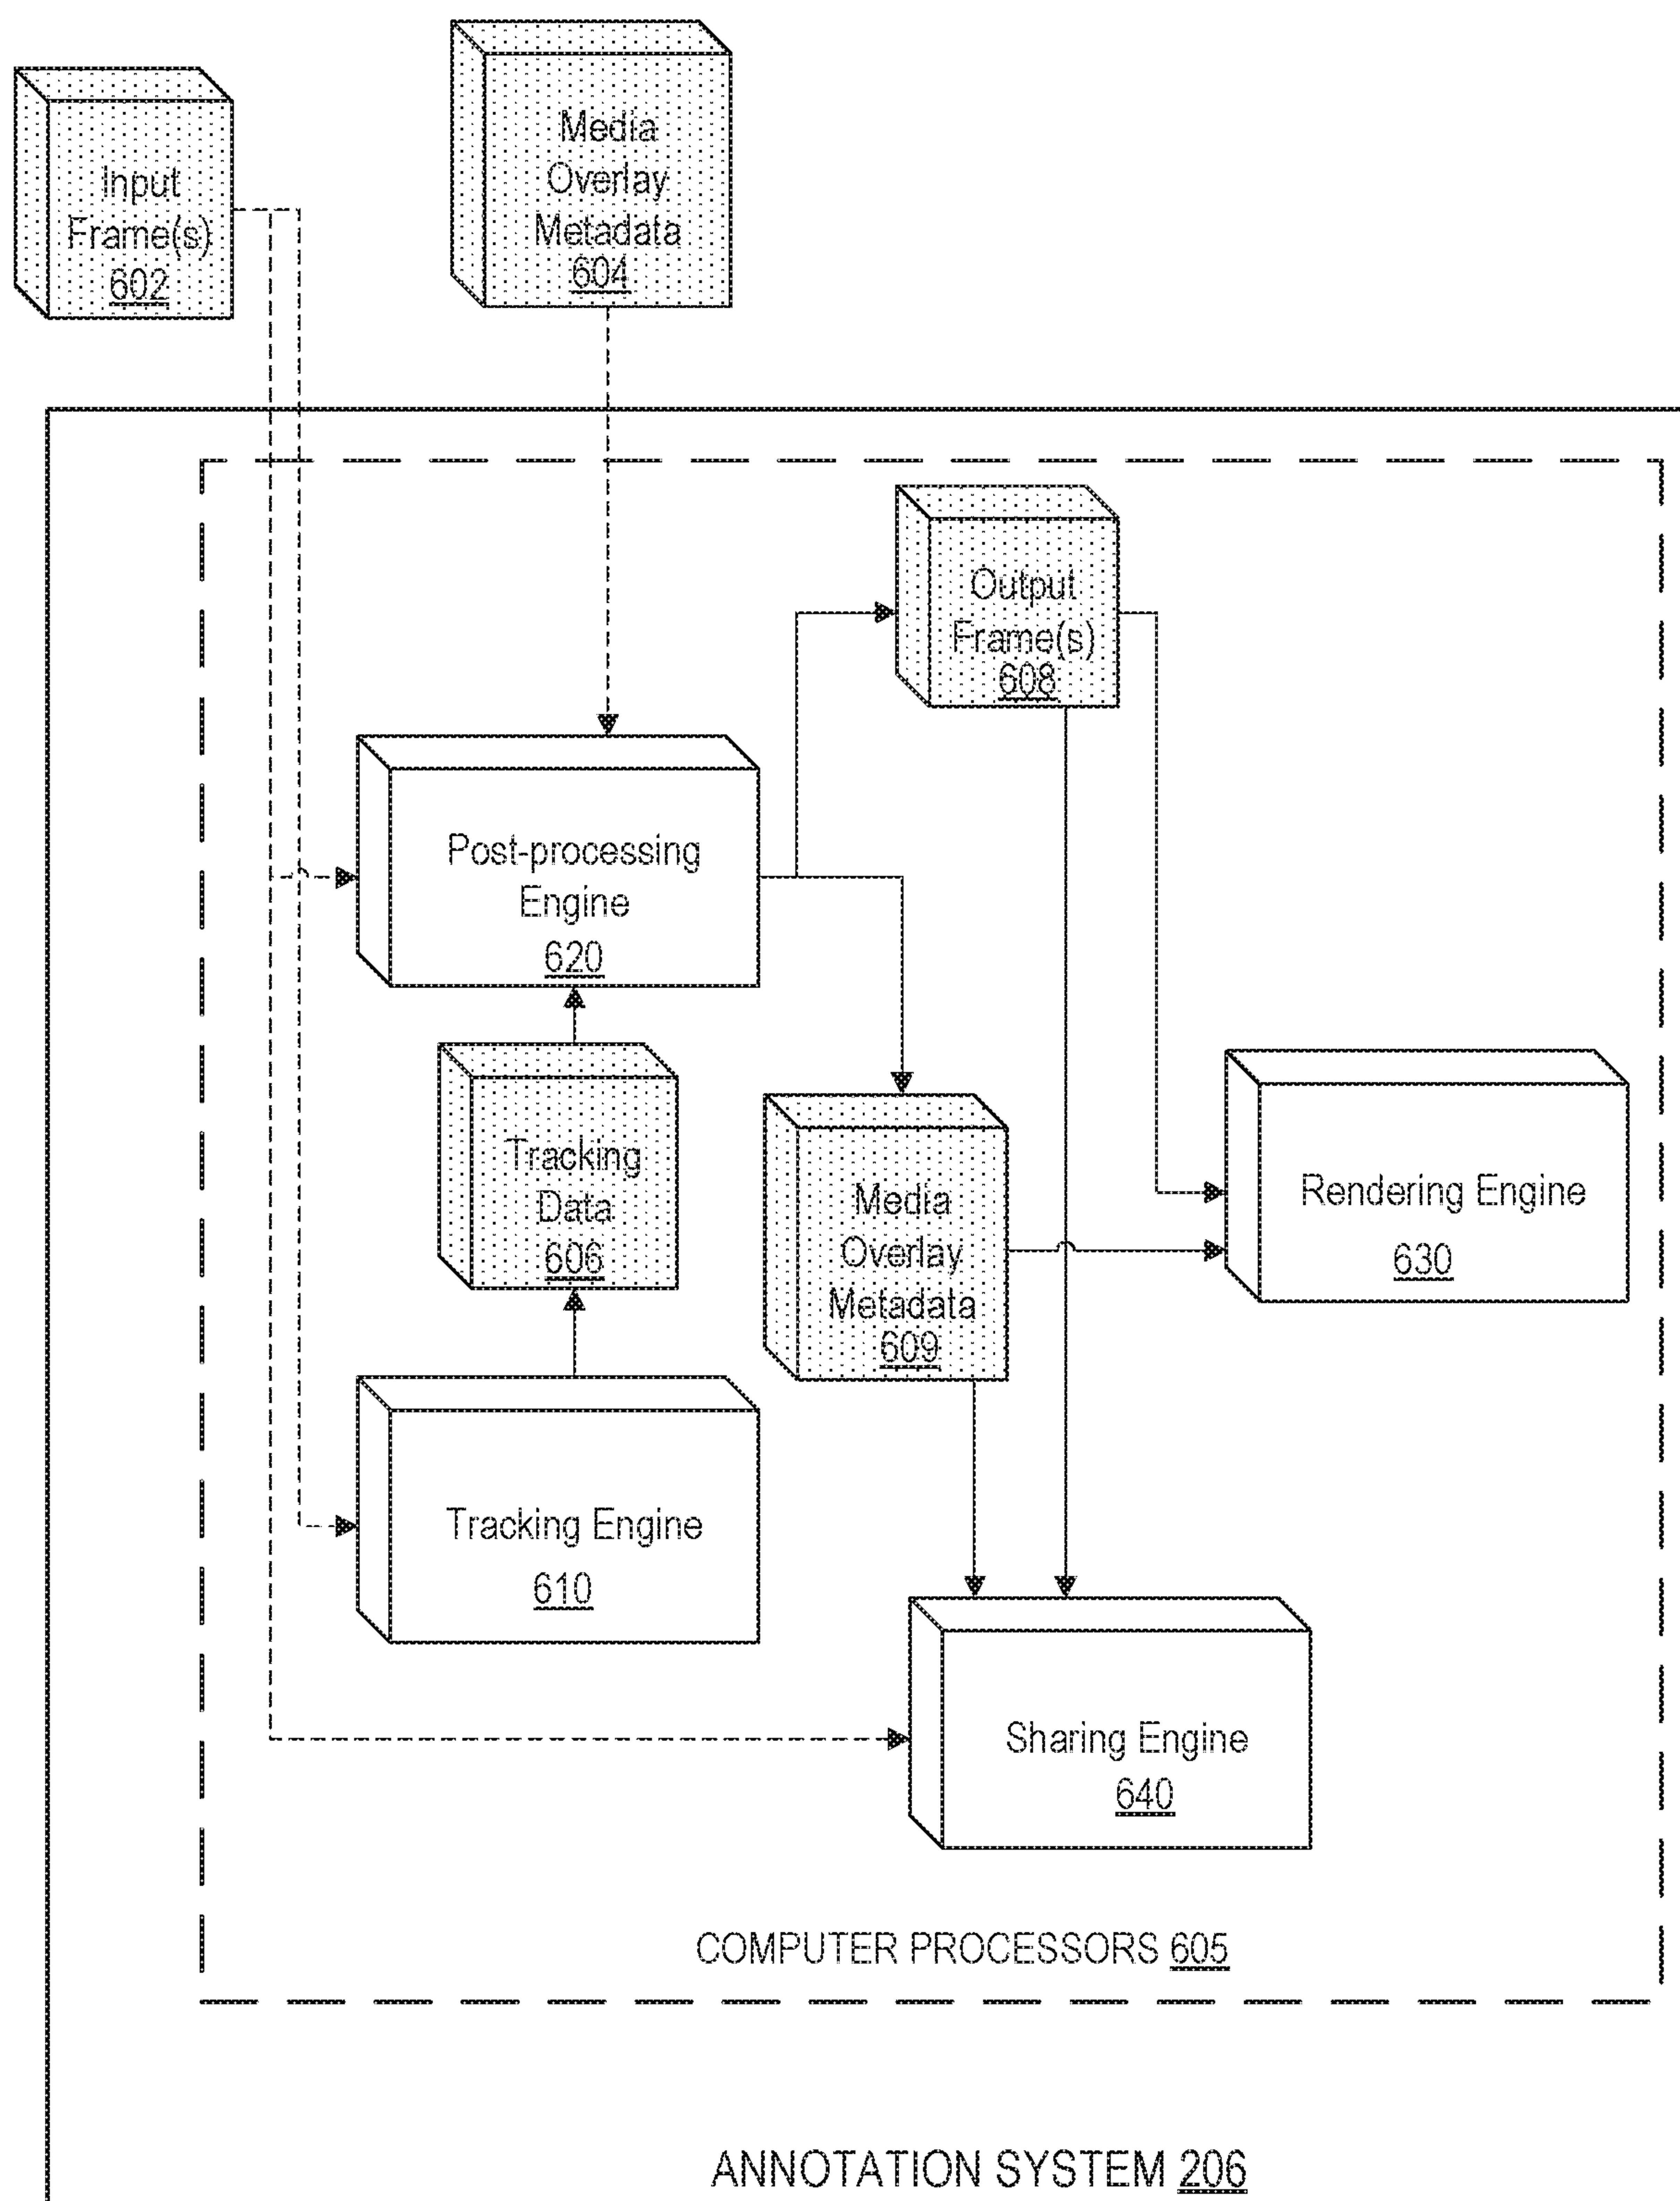 Input
Frame(s)
602
Media
Overlay
Metadata
604
Output
Frame(s)
608
Post-processing
Engine
620
Tracking
Data
606
Media
Overlay
Metadata
609
Rendering Engine
630
Tracking Engine
610
Sharing Engine
640
COMPUTER PROCESSORS 605
ANNOTATION SYSTEM 206